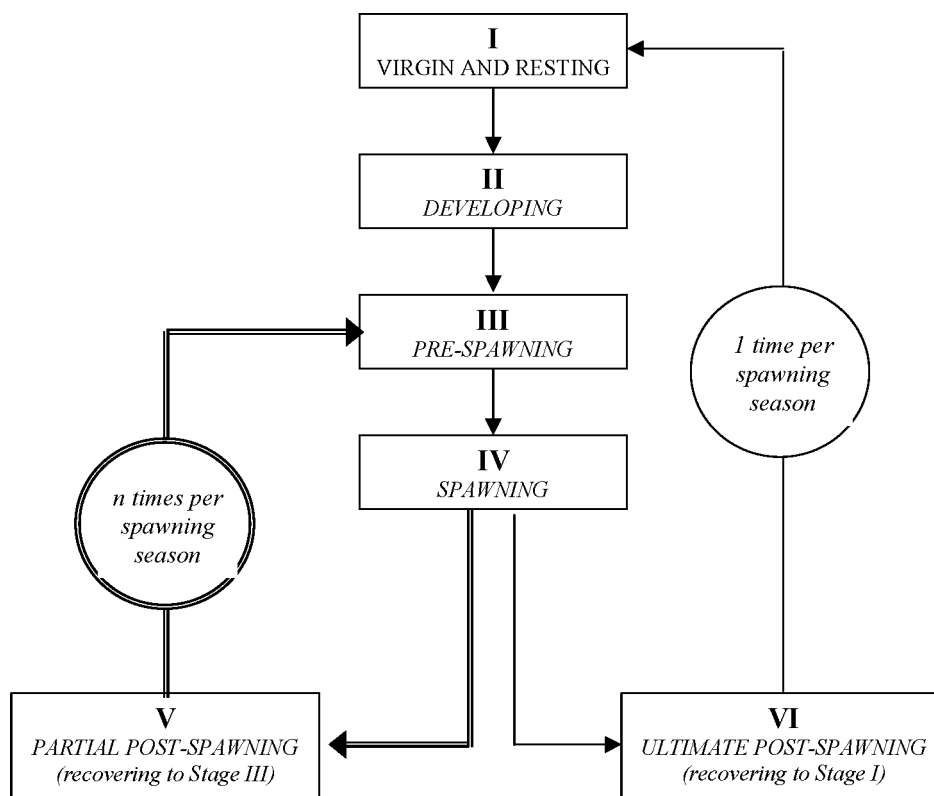 I
VIRGIN AND RESTING
II
DEVELOPING
III
PRE-SPAWNING
IV
SPAWNING
1 time per
spawning
season
n times per
spawning
season
V
PARTIAL POST-SPAWNING
(recovering to Stage III)
VI
ULTIMATE POST-SPAWNING
(recovering to Stage I)